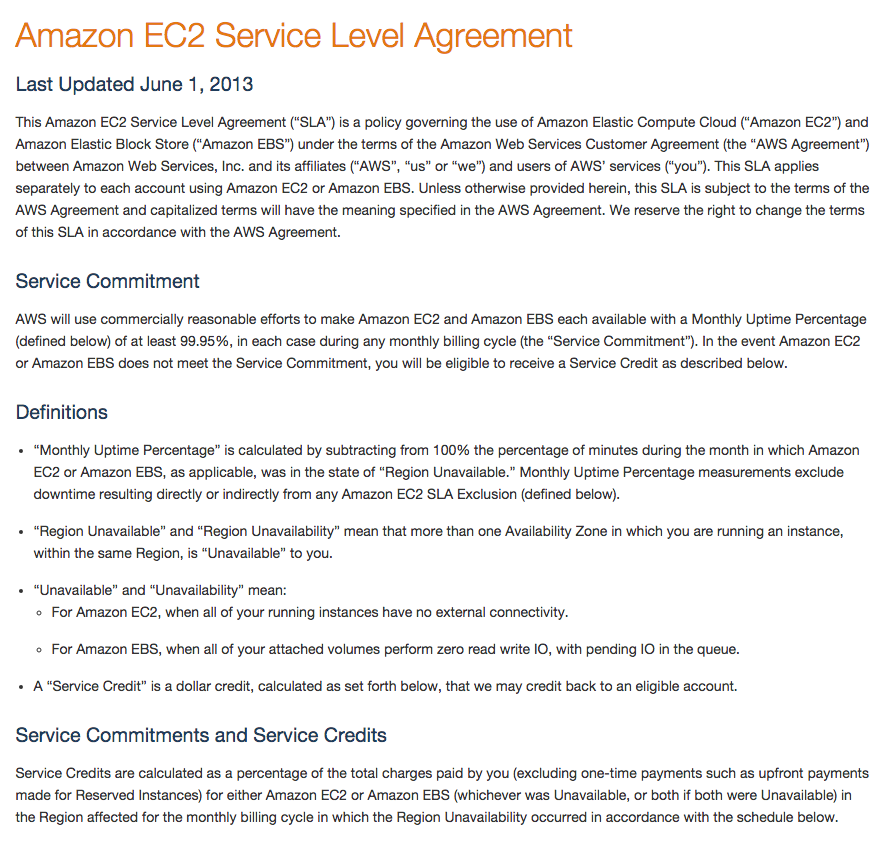 Amazon EC2 Service Level Agreement
Last Updated June 1, 2013
This Amazon EC2 Service Level Agreement (“SLA”) is a policy governing the use of Amazon Elastic Compute Cloud (“Amazon EC2”) and
Amazon Elastic Block Store (“Amazon EBS”) under the terms of the Amazon Web Services Customer Agreement (the “AWS Agreement”)
between Amazon Web Services, Inc. and its affiliates (“AWS”, “us” or “we”) and users of AWS’ services (“you”). This SLA applies
separately to each account using Amazon EC2 or Amazon EBS. Unless otherwise provided herein, this SLA is subject to the terms of the
AWS Agreement and capitalized terms will have the meaning specified in the AWS Agreement. We reserve the right to change the terms
of this SLA in accordance with the AWS Agreement.
Service Commitment
AWS will use commercially reasonable efforts to make Amazon EC2 and Amazon EBS each available with a Monthly Uptime Percentage
(defined below) of at least 99.95%, in each case during any monthly billing cycle (the “Service Commitment”). In the event Amazon EC2
or Amazon EBS does not meet the Service Commitment, you will be eligible to receive a Service Credit as described below.
Definitions
• “Monthly Uptime Percentage” is calculated by subtracting from 100% the percentage of minutes during the month in which Amazon
EC2 or Amazon EBS, as applicable, was in the state of “Region Unavailable.” Monthly Uptime Percentage measurements exclude
downtime resulting directly or indirectly from any Amazon EC2 SLA Exclusion (defined below).
• “Region Unavailable” and “Region Unavailability” mean that more than one Availability Zone in which you are running an instance,
within the same Region, is “Unavailable” to you.
• “Unavailable” and “Unavailability” mean:
◦ For Amazon EC2, when all of your running instances have no external connectivity.
◦ For Amazon EBS, when all of your attached volumes perform zero read write IO, with pending IO in the queue.
• A “Service Credit” is a dollar credit, calculated as set forth below, that we may credit back to an eligible account.
Service Commitments and Service Credits
Service Credits are calculated as a percentage of the total charges paid by you (excluding one-time payments such as upfront payments
made for Reserved Instances) for either Amazon EC2 or Amazon EBS (whichever was Unavailable, or both if both were Unavailable) in
the Region affected for the monthly billing cycle in which the Region Unavailability occurred in accordance with the schedule below.